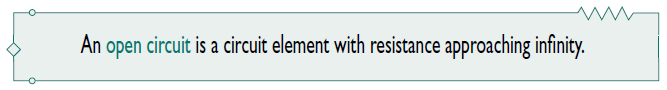 An open circuit is a circuit element with resistance approaching infinity.